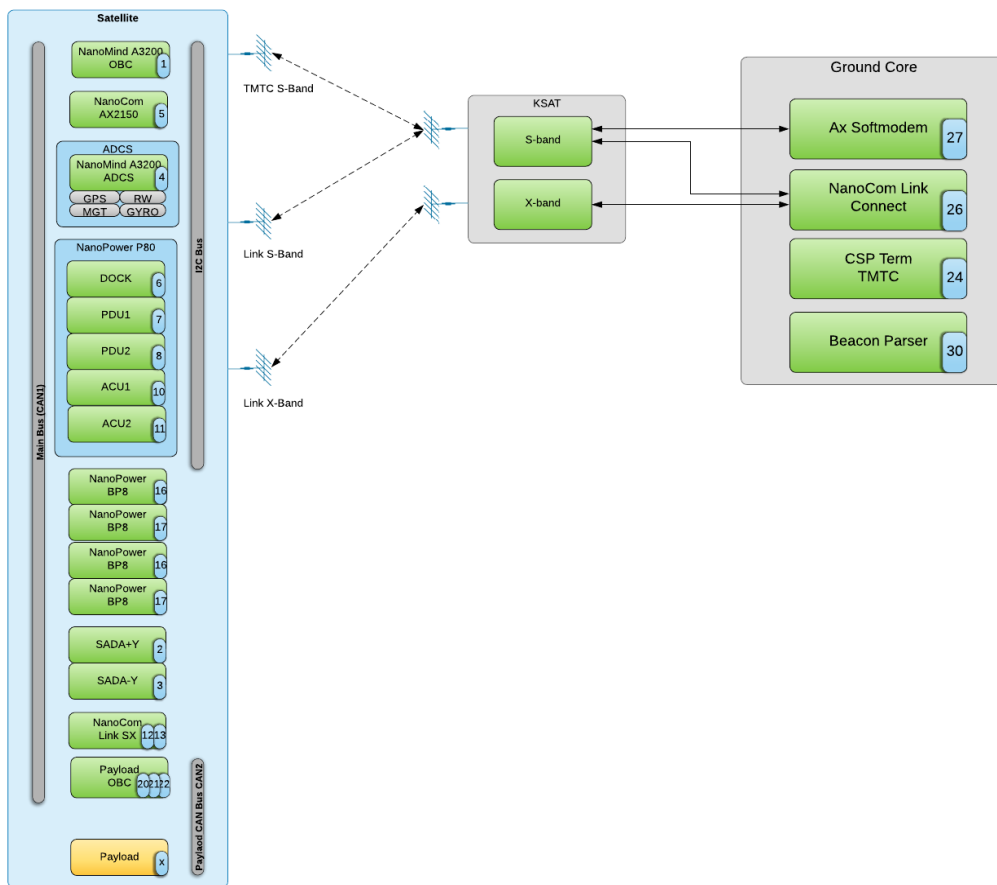 Satellite
Main Bus (CAN1)
I2C Bus
NanoMind A3200
OBC
1
NanoCom
AX2150
5
ADCS
NanoMind A3200
ADCS
4
GPS RW
MGT GYRO
NanoPower P80
DOCK
6
PDU1
7
PDU2
8
ACU1
10
ACU2
11
NanoPower
BP8
16
NanoPower
BP8
17
NanoPower
BP8
16
NanoPower
BP8
17
SADA+Y
2
SADA-Y
3
NanoCom
Link SX
12 13
Payload
OBC
20 21 22
Paylaod CAN Bus CAN2
Payload
x
TMTC S-Band
Link S-Band
Link X-Band
KSAT
S-band
X-band
Ground Core
Ax Softmodem
27
NanoCom Link
Connect
26
CSP Term
TMTC
24
Beacon Parser
30